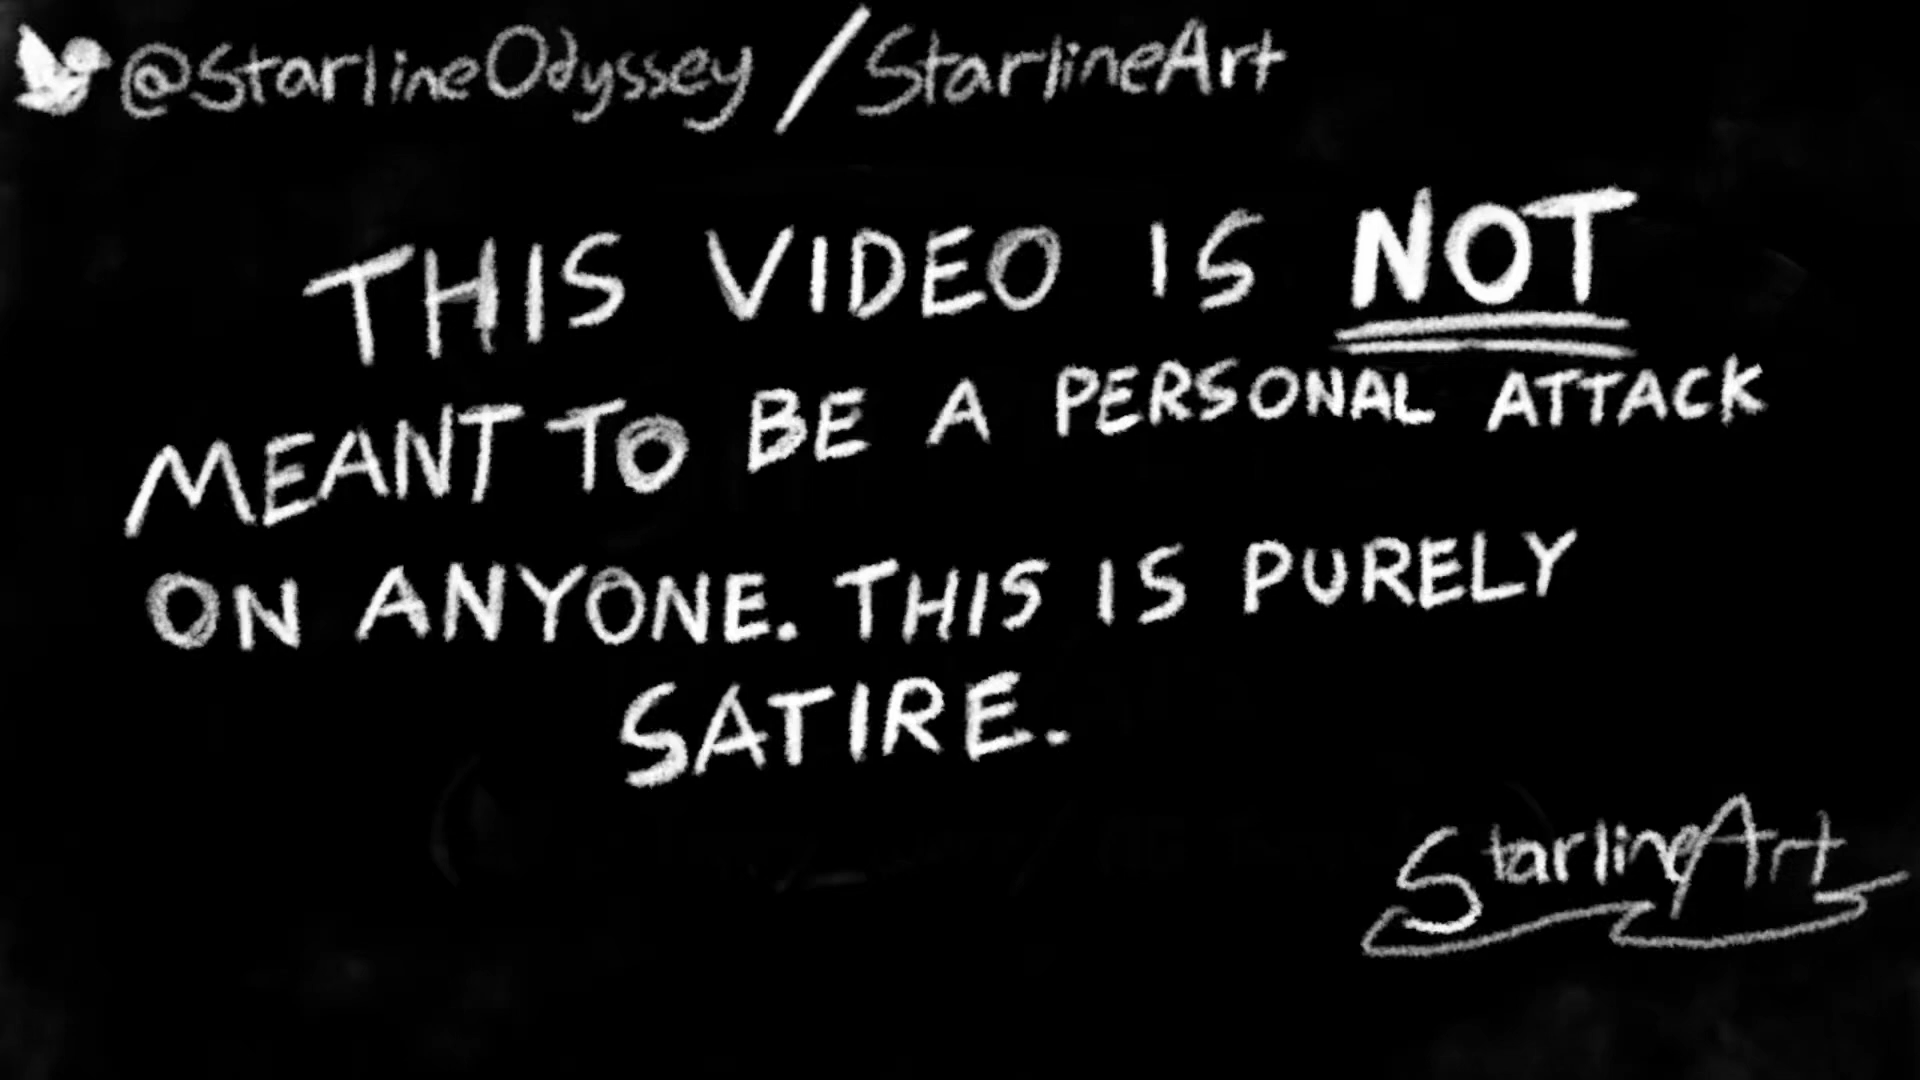 @StarlineOdyssey / StarlineArt
THIS VIDEO IS NOT
MEANT TO BE A PERSONAL ATTACK
ON ANYONE. THIS IS PURELY
SATIRE.
StarlineArt